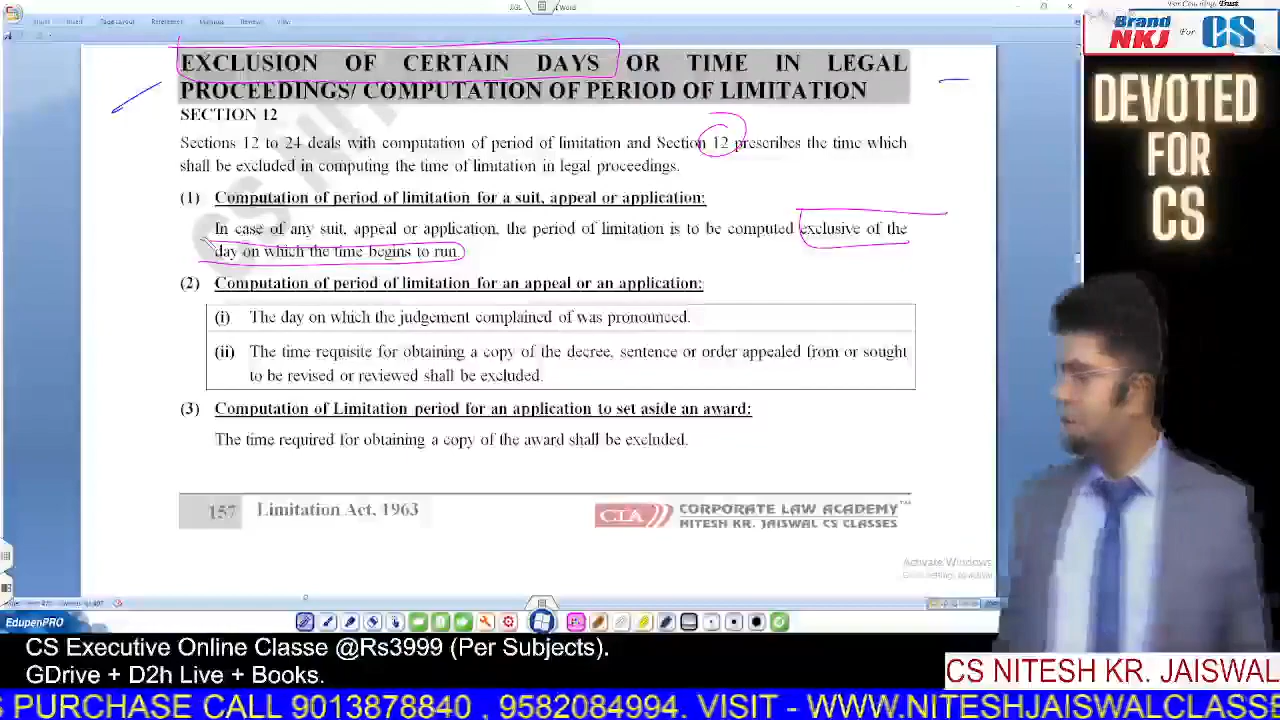 For CoachIng Trust
Brand NKJ For CS
EXCLUSION OF CERTAIN DAYS OR TIME IN LEGAL
PROCEEDINGS/ COMPUTATION OF PERIOD OF LIMITATION
SECTION 12
Sections 12 to 24 deals with computation of period of limitation and Section 12 prescribes the time which
shall be excluded in computing the time of limitation in legal proceedings.
(1) Computation of period of limitation for a suit, appeal or application:
In case of any suit, appeal or application, the period of limitation is to be computed exclusive of the
day on which the time begins to run.
(2) Computation of period of limitation for an appeal or an application:
(i) The day on which the judgement complained of was pronounced.
(ii) The time requisite for obtaining a copy of the decree, sentence or order appealed from or sought
to be revised or reviewed shall be excluded.
(3) Computation of Limitation period for an application to set aside an award:
The time required for obtaining a copy of the award shall be excluded.
157 Limitation Act, 1963
CLA CORPORATE LAW ACADEMY™
NITESH KR. JAISWAL CS CLASSES
DEVOTED
FOR
CS
Activate Windows
EdupenPRO
CS Executive Online Classe @Rs3999 (Per Subjects).
GDrive + D2h Live + Books.
CS NITESH KR. JAISWAL
S PURCHASE CALL 9013878840 , 9582084994. VISIT - WWW.NITESHJAISWALCLASSE